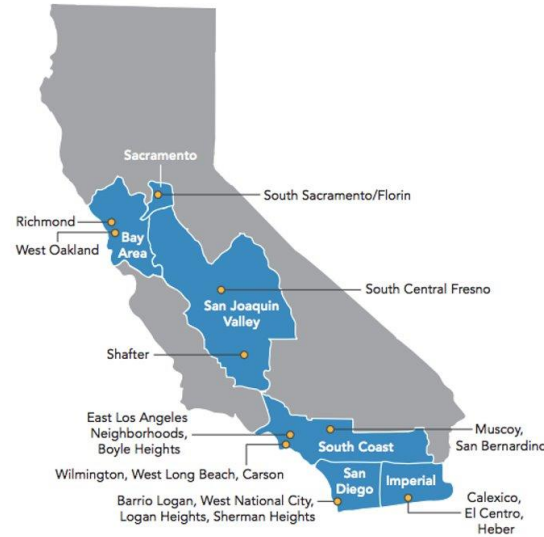 Sacramento
South Sacramento/Florin
Richmond
West Oakland
Bay
Area
South Central Fresno
San Joaquin
Valley
Shafter
East Los Angeles
Neighborhoods,
Boyle Heights
South Coast
Muscoy,
San Bernardino
Wilmington, West Long Beach, Carson
San
Diego
Imperial
Barrio Logan, West National City,
Logan Heights, Sherman Heights
Calexico,
El Centro,
Heber